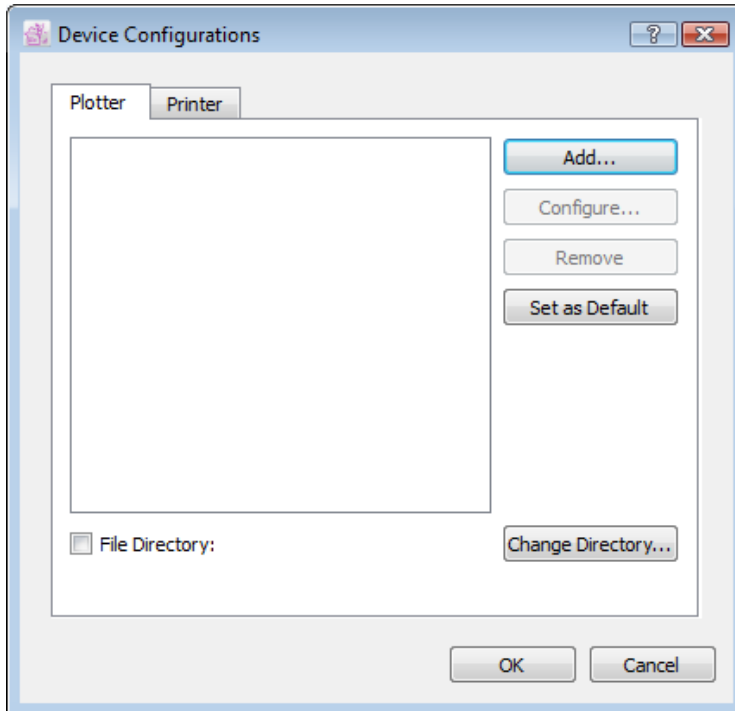 Device Configurations
Plotter
Printer
Add...
Configure...
Remove
Set as Default
File Directory:
Change Directory...
OK
Cancel